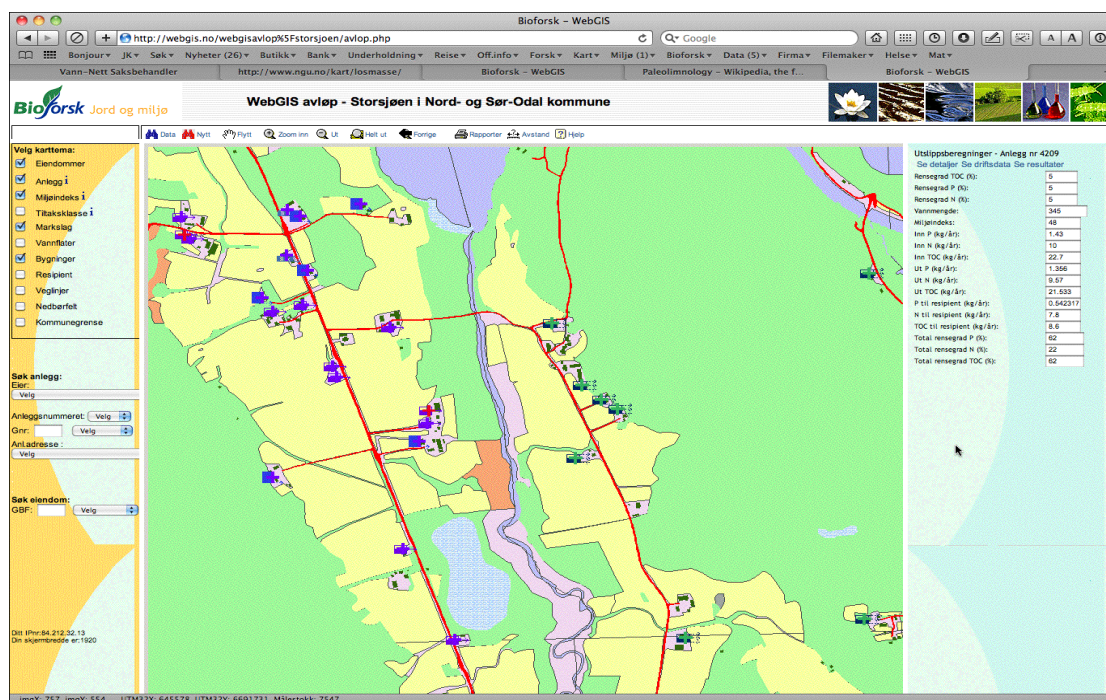 Bioforsk – WebGIS
http://webgis.no/webgisavlop%5Fstorsjoen/avlop.php
Google
Bonjour JK Søk Nyheter (26) Butikk Bank Underholdning Reise Off.info Forsk Kart Miljø (1) Bioforsk Data (5) Firma Filemaker Helse Mat
Vann-Nett Saksbehandler http://www.ngu.no/kart/losmasse/ Bioforsk – WebGIS Paleolimnology – Wikipedia, the f... Bioforsk – WebGIS
Bioforsk Jord og miljø
WebGIS avløp - Storsjøen i Nord- og Sør-Odal kommune
Data Nytt Flytt Zoom inn Ut Helt ut Forrige Rapporter Avstand Hjelp
Velg karttema:
Eiendommer
Anlegg i
Miljøindeks i
Tiltaksklasse i
Markslag
Vannflater
Bygninger
Resipient
Veglinjer
Nedbørfelt
Kommunegrense
Søk anlegg:
Eier:
Velg
Anleggsnummeret: Velg
Gnr: Velg
Anl.adresse :
Velg
Søk eiendom:
GBF: Velg
Ditt IPnr:84.212.32.13
Din skjermbredde er:1920
Utslippsberegninger - Anlegg nr 4209
Se detaljer Se driftsdata Se resultater
Rensegrad TOC (%): 5
Rensegrad P (%): 5
Rensegrad N (%): 5
Vannmengde: 345
Miljøindeks: 48
Inn P (kg/år): 1.43
Inn N (kg/år): 10
Inn TOC (kg/år): 22.7
Ut P (kg/år): 1.356
Ut N (kg/år): 9.57
Ut TOC (kg/år): 21.533
P til resipient (kg/år): 0.542317
N til resipient (kg/år): 7.8
TOC til resipient (kg/år): 8.6
Total rensegrad P (%): 62
Total rensegrad N (%): 22
Total rensegrad TOC (%): 62
imgX: 757, imgY: 554 UTM32X: 645578, UTM32Y: 6691731, Målestokk: 7547